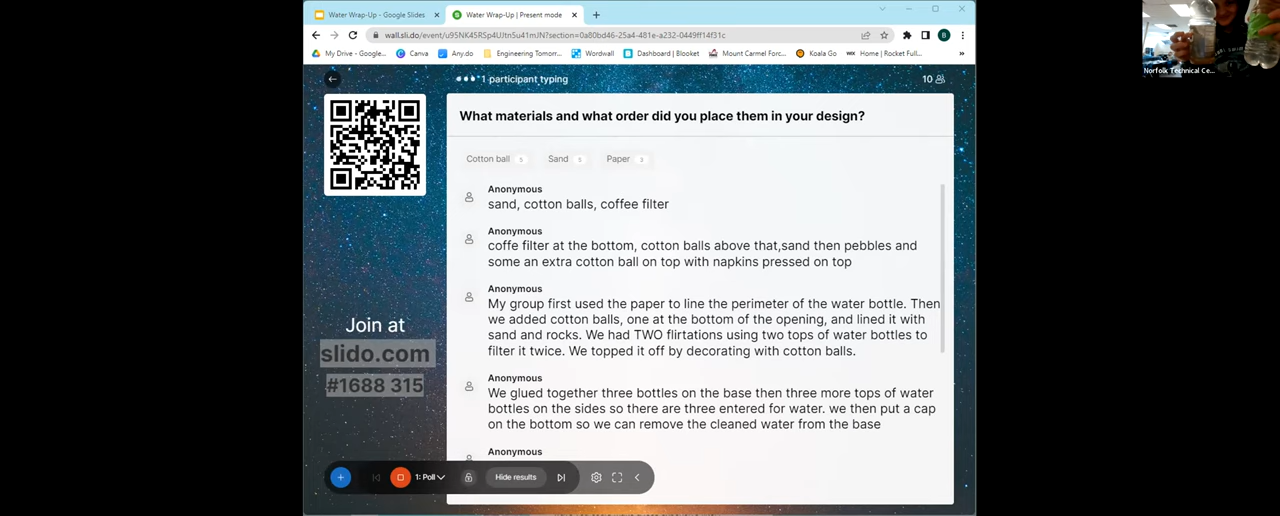 Water Wrap-Up - Google Slides
Water Wrap-Up | Present mode
wall.sli.do/event/u95NK4SRSp4UJtn5u41mJN?section=0a80bd46-25a4-481e-a232-0449ff14f31c
My Drive - Google...
Canva
Any.do
Engineering Tomorr...
Wordwall
Dashboard | Blooket
Mount Carmel Forc...
Koala Go
Home | Rocket Full...
1 participant typing
10
What materials and what order did you place them in your design?
Cotton ball 5
Sand 5
Paper 3
Anonymous
sand, cotton balls, coffee filter
Anonymous
coffe filter at the bottom, cotton balls above that,sand then pebbles and
some an extra cotton ball on top with napkins pressed on top
Anonymous
My group first used the paper to line the perimeter of the water bottle. Then
we added cotton balls, one at the bottom of the opening, and lined it with
sand and rocks. We had TWO flirtations using two tops of water bottles to
filter it twice. We topped it off by decorating with cotton balls.
Anonymous
We glued together three bottles on the base then three more tops of water
bottles on the sides so there are three entered for water. we then put a cap
on the bottom so we can remove the cleaned water from the base
Anonymous
Join at
slido.com
#1688 315
1: Poll
Hide results
Norfolk Technical Ce...